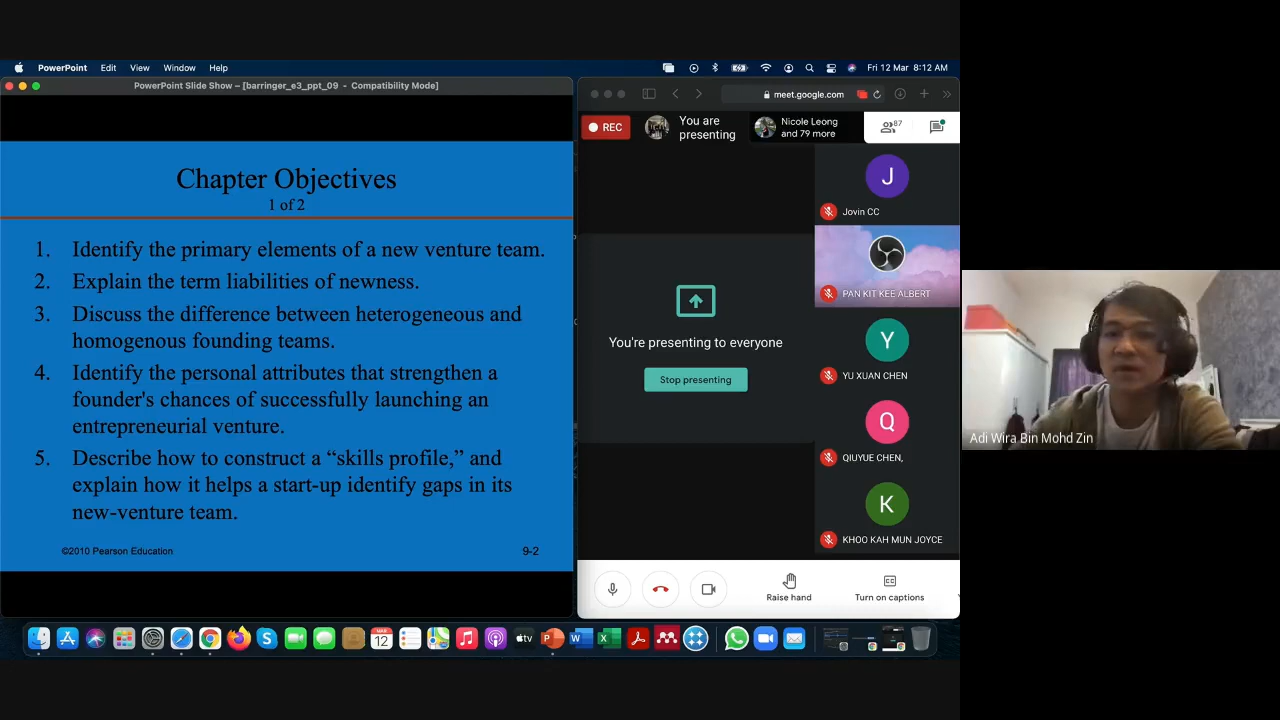 PowerPoint Edit View Window Help
Fri 12 Mar 8:12 AM
PowerPoint Slide Show - [barringer_e3_ppt_09 - Compatibility Mode]
Chapter Objectives
1 of 2
1. Identify the primary elements of a new venture team.
2. Explain the term liabilities of newness.
3. Discuss the difference between heterogeneous and
homogenous founding teams.
4. Identify the personal attributes that strengthen a
founder's chances of successfully launching an
entrepreneurial venture.
5. Describe how to construct a “skills profile,” and
explain how it helps a start-up identify gaps in its
new-venture team.
©2010 Pearson Education
9-2
meet.google.com
REC
You are
presenting
Nicole Leong
and 79 more
87
J
Jovin CC
PAN KIT KEE ALBERT
You're presenting to everyone
Stop presenting
Y
YU XUAN CHEN
Q
QIUYUE CHEN,
K
KHOO KAH MUN JOYCE
Raise hand
Turn on captions
MAR
12
tv
P
W
X
Adi Wira Bin Mohd Zin